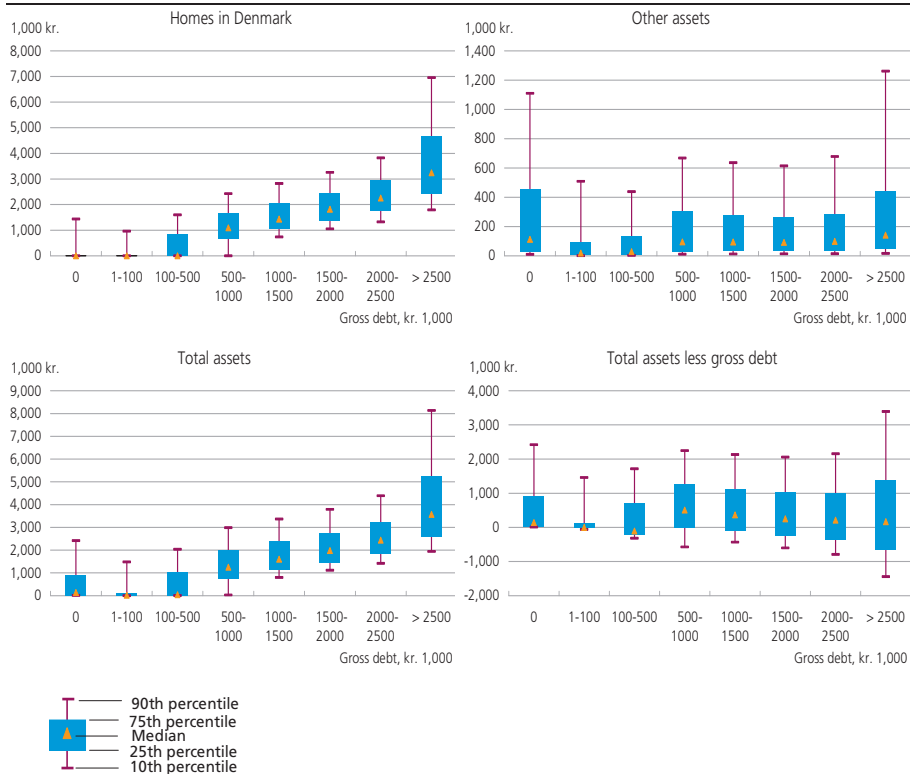 Homes in Denmark
1,000 kr.
8,000
7,000
6,000
5,000
4,000
3,000
2,000
1,000
0
0 1-100 100-500 500-1000 1000-1500 1500-2000 2000-2500 > 2500
Gross debt, kr. 1,000
Other assets
1,000 kr.
1,400
1,200
1,000
800
600
400
200
0
0 1-100 100-500 500-1000 1000-1500 1500-2000 2000-2500 > 2500
Gross debt, kr. 1,000
Total assets
1,000 kr.
9,000
8,000
7,000
6,000
5,000
4,000
3,000
2,000
1,000
0
0 1-100 100-500 500-1000 1000-1500 1500-2000 2000-2500 > 2500
Gross debt, kr. 1,000
Total assets less gross debt
1,000 kr.
4,000
3,000
2,000
1,000
0
-1,000
-2,000
0 1-100 100-500 500-1000 1000-1500 1500-2000 2000-2500 > 2500
Gross debt, kr. 1,000
90th percentile
75th percentile
Median
25th percentile
10th percentile